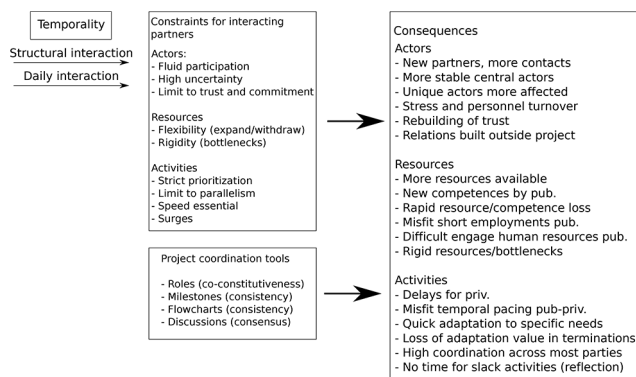 Temporality
Structural interaction
Daily interaction
Constraints for interacting
partners
Actors:
- Fluid participation
- High uncertainty
- Limit to trust and commitment
Resources
- Flexibility (expand/withdraw)
- Rigidity (bottlenecks)
Activities
- Strict prioritization
- Limit to parallelism
- Speed essential
- Surges
Project coordination tools
- Roles (co-constitutiveness)
- Milestones (consistency)
- Flowcharts (consistency)
- Discussions (consensus)
Consequences
Actors
- New partners, more contacts
- More stable central actors
- Unique actors more affected
- Stress and personnel turnover
- Rebuilding of trust
- Relations built outside project
Resources
- More resources available
- New competences by pub.
- Rapid resource/competence loss
- Misfit short employments pub.
- Difficult engage human resources pub.
- Rigid resources/bottlenecks
Activities
- Delays for priv.
- Misfit temporal pacing pub-priv.
- Quick adaptation to specific needs
- Loss of adaptation value in terminations
- High coordination across most parties
- No time for slack activities (reflection)